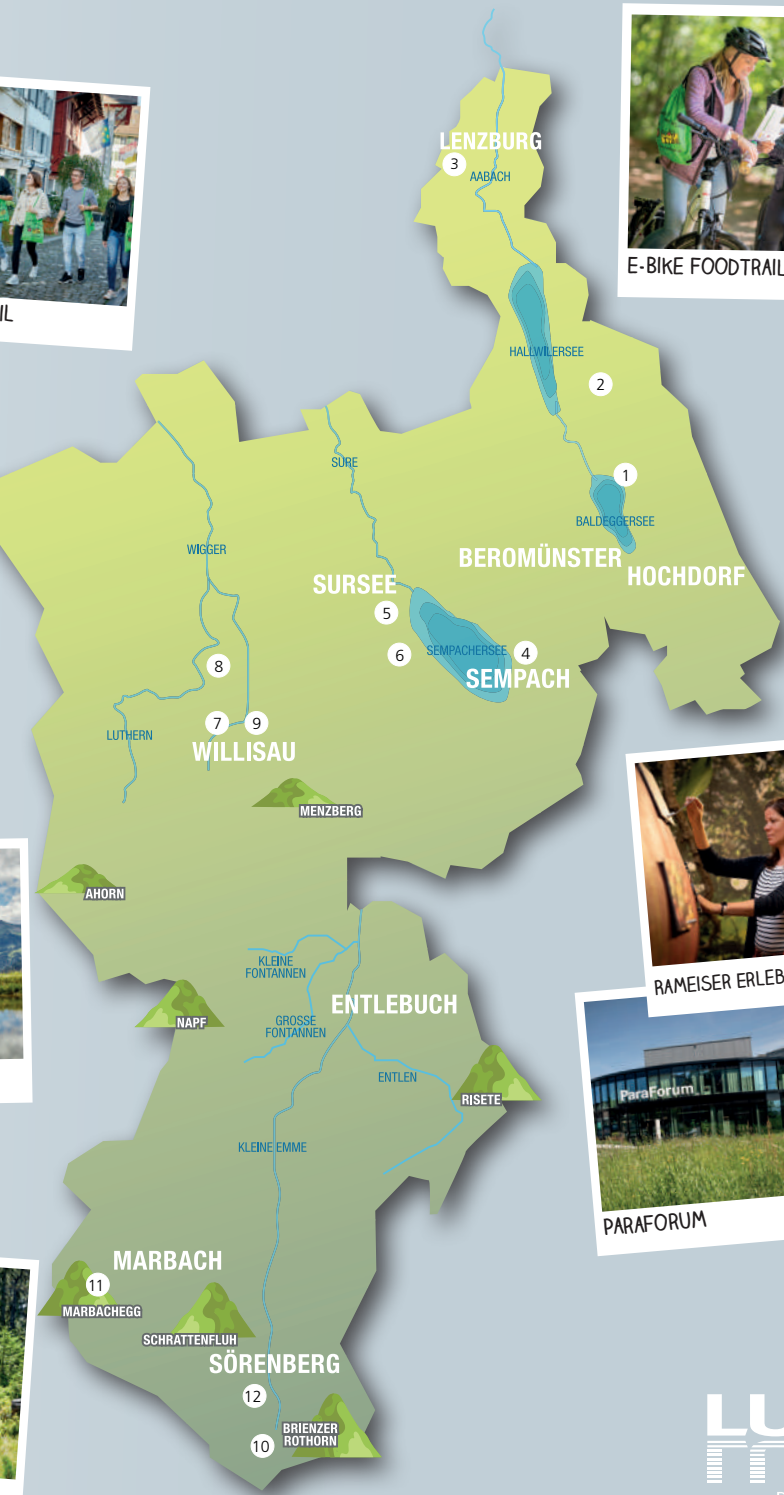 LENZBURG
3
AABACH
E-BIKE FOODTRAIL
IL
HALLWILERSEE
2
1
SURE
BALDEGGERSEE
WIGGER
BEROMÜNSTER
HOCHDORF
SURSEE
5
6
SEMPACHERSEE
4
SEMPACH
8
7
9
LUTHERN
WILLISAU
MENZBERG
AHORN
KLEINE
FONTANNEN
RAMEISER ERLEB
ENTLEBUCH
NAPF
GROSSE
FONTANNEN
ENTLEN
RISETE
ParaForum
KLEINE EMME
PARAFORUM
MARBACH
11
MARBACHEGG
SCHRATTENFLUH
SÖRENBERG
12
BRIENZER
ROTHORN
10
LU